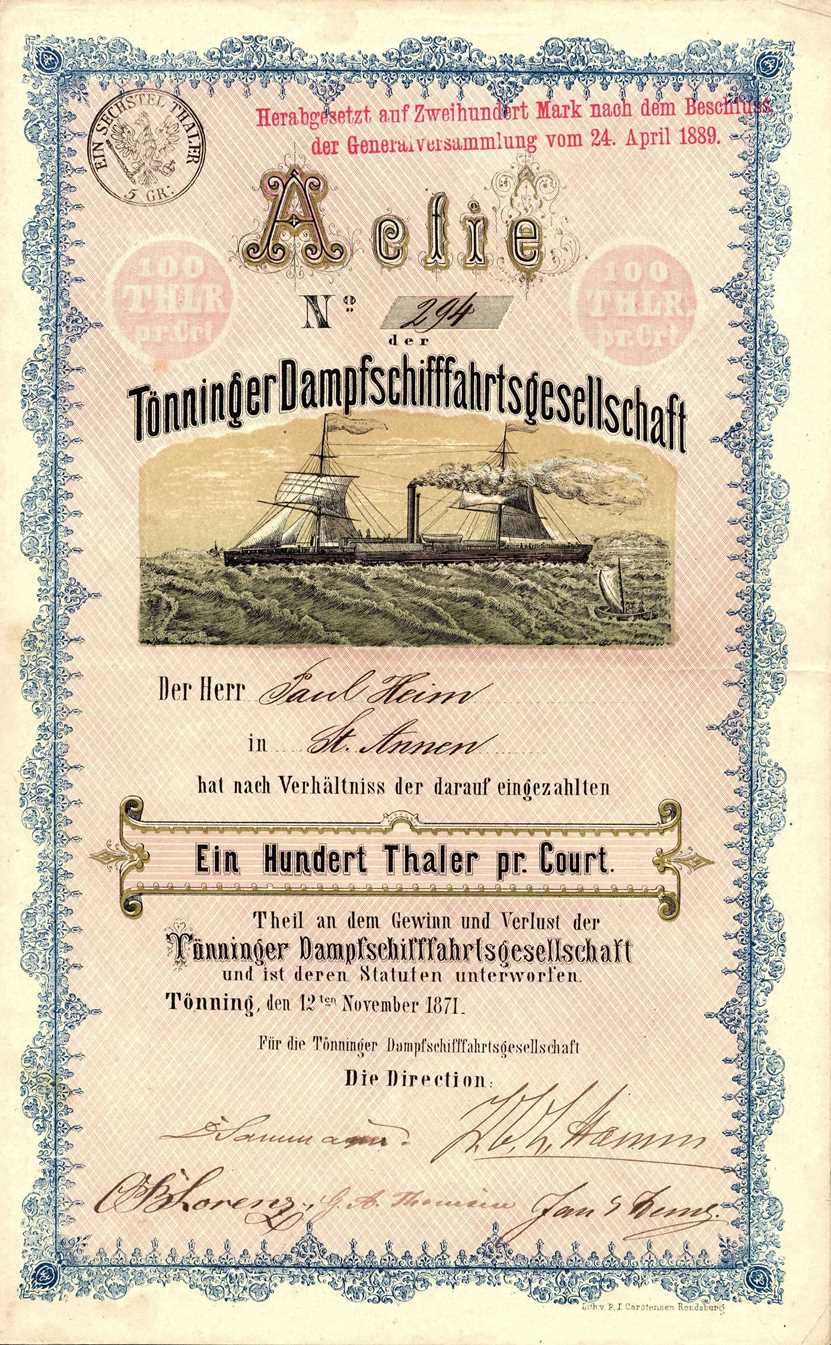 EIN SECHSTEL THALER
5 GR:
Herabgesetzt auf Zweihundert Mark nach dem Beschluss
der Generalversammlung vom 24. April 1889.
Actie
100
THLR
pr. Crt
100
THLR.
pr. Crt
No 294
der
Tönninger Dampfschifffahrtsgesellschaft
Der Herr Paul Heim
in St. Annen
hat nach Verhältniss der darauf eingezahlten
Ein Hundert Thaler pr. Court.
Theil an dem Gewinn und Verlust der
Tönninger Dampfschifffahrtsgesellschaft
und ist deren Statuten unterworfen.
Tönning, den 12ten November 1871.
Für die Tönninger Dampfschifffahrtsgesellschaft
Die Direction:
Hamm
Lorenz, G. A. Thomsen Jan
Lith. v. F. I. Carstensen Rendsburg